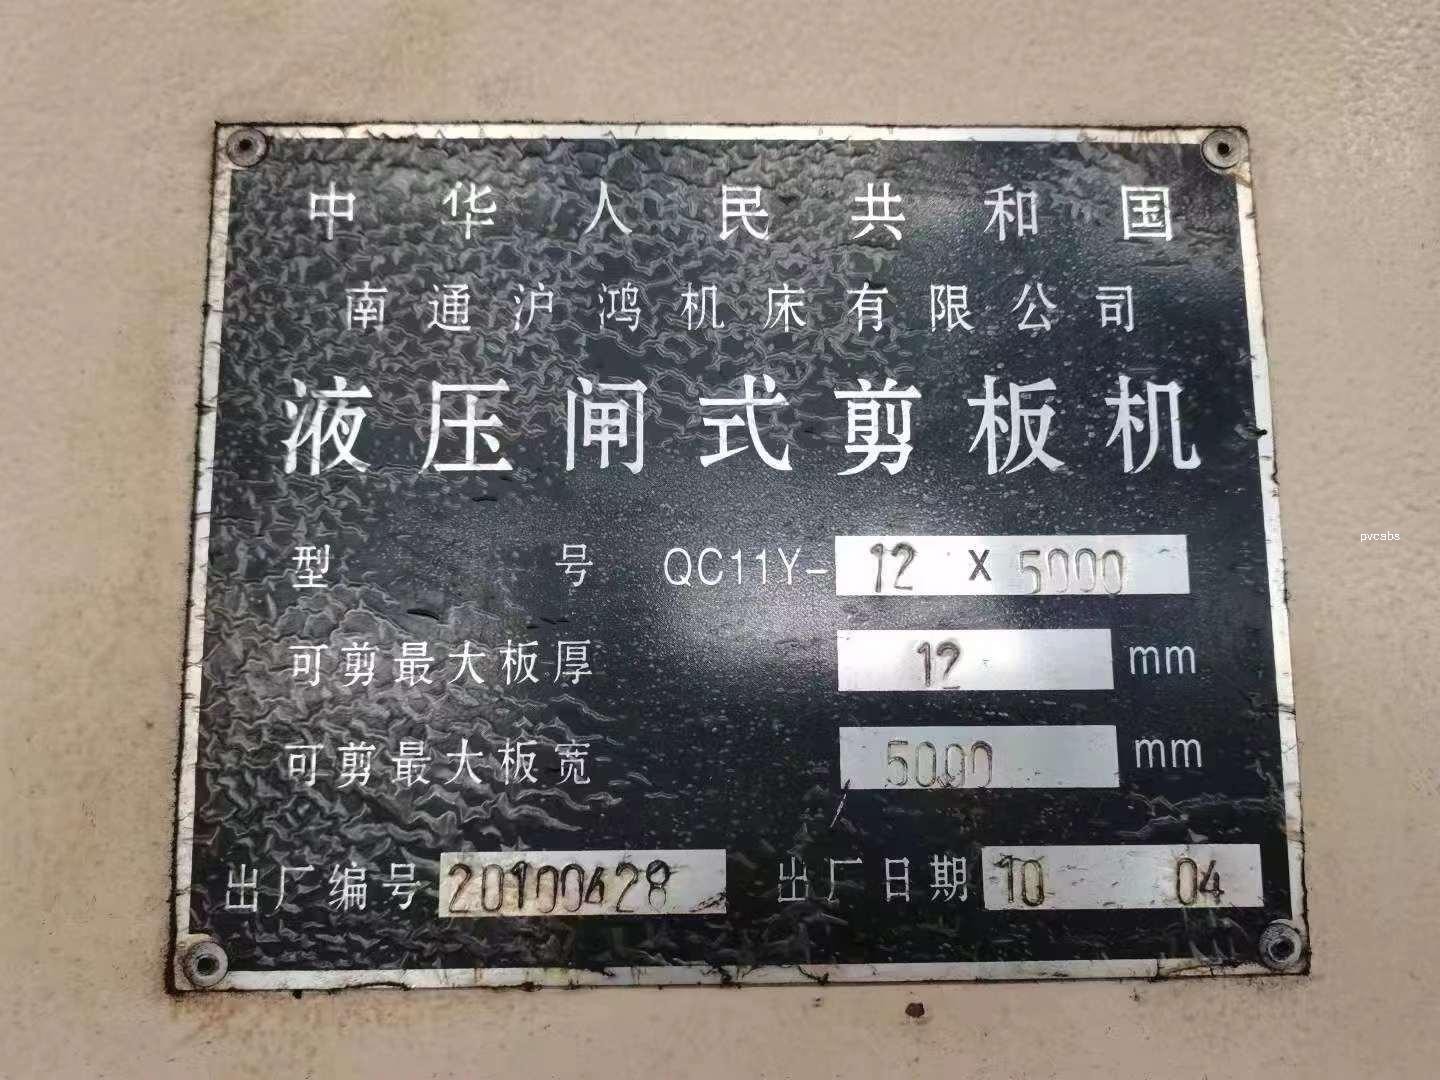 中华人民共和国
南通沪鸿机床有限公司
液压闸式剪板机
型号 QC11Y-12 X 5000
可剪最大板厚 12 mm
可剪最大板宽 5000 mm
出厂编号 20100628 出厂日期 10 04
pvcabs